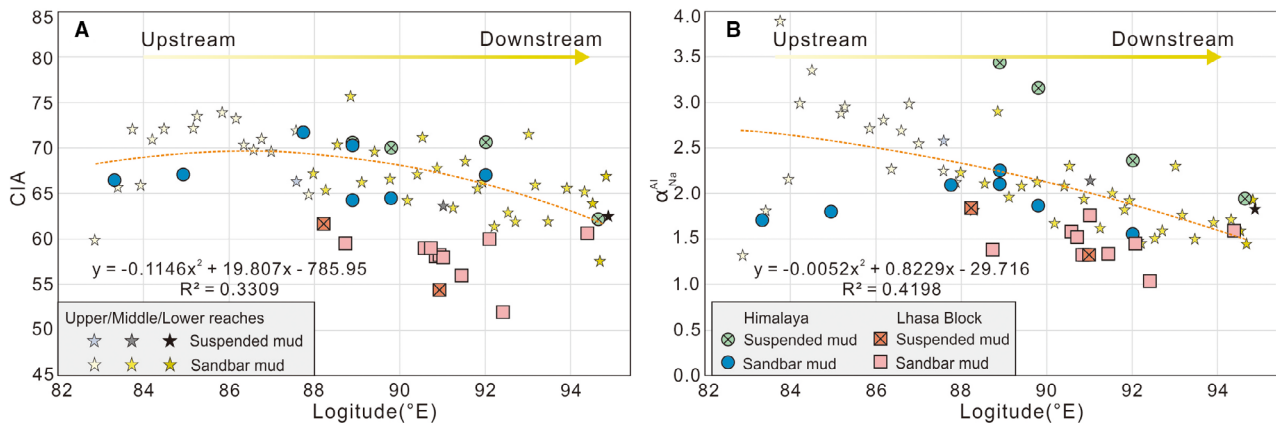 A
Upstream
Downstream
CIA
85
80
75
70
65
60
55
50
45
y = -0.1146x² + 19.807x - 785.95
R² = 0.3309
Upper/Middle/Lower reaches
Suspended mud
Sandbar mud
82
84
86
88
90
92
94
Logitude(°E)
B
Upstream
Downstream
α Al Na
4.0
3.5
3.0
2.5
2.0
1.5
1.0
0.5
0.0
y = -0.0052x² + 0.8229x - 29.716
R² = 0.4198
Himalaya Lhasa Block
Suspended mud Suspended mud
Sandbar mud Sandbar mud
82
84
86
88
90
92
94
Logitude(°E)